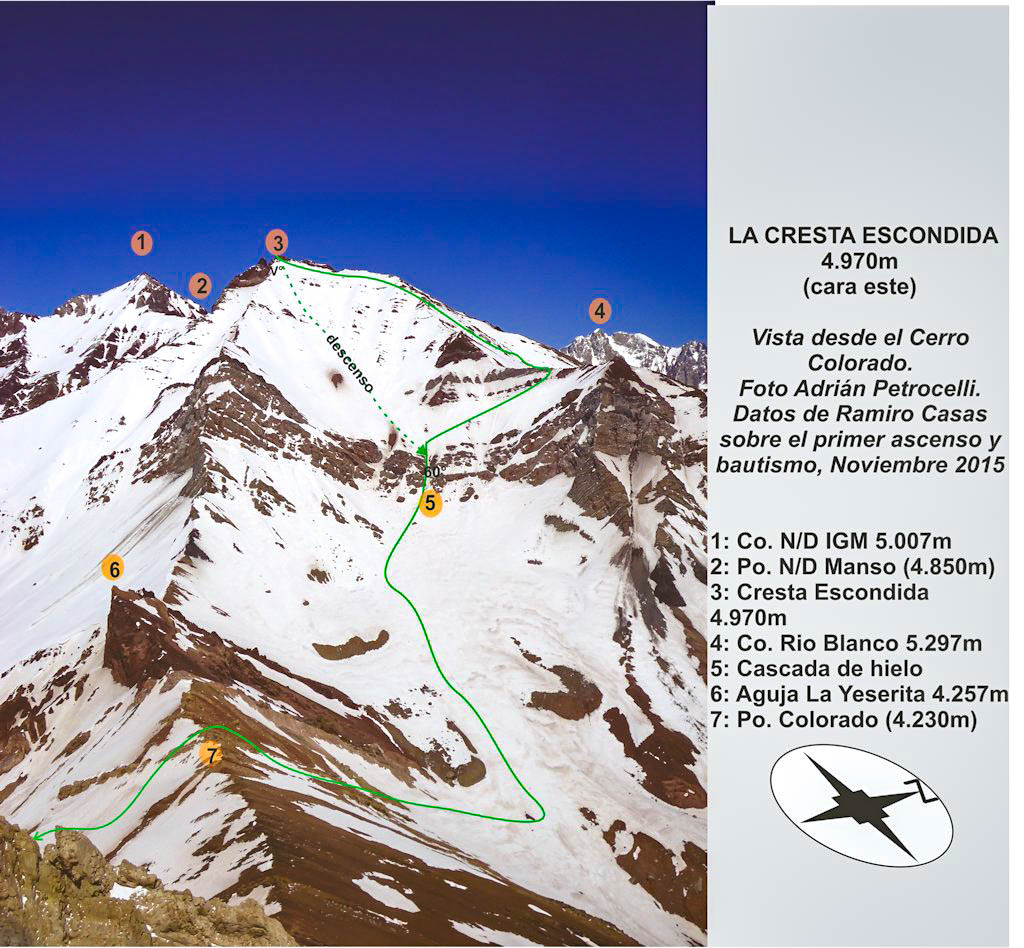 1
2
3
4
V°
descenso
60°
5
6
7
LA CRESTA ESCONDIDA
4.970m
(cara este)
Vista desde el Cerro
Colorado.
Foto Adrián Petrocelli.
Datos de Ramiro Casas
sobre el primer ascenso y
bautismo, Noviembre 2015
1: Co. N/D IGM 5.007m
2: Po. N/D Manso (4.850m)
3: Cresta Escondida
4.970m
4: Co. Rio Blanco 5.297m
5: Cascada de hielo
6: Aguja La Yeserita 4.257m
7: Po. Colorado (4.230m)
N